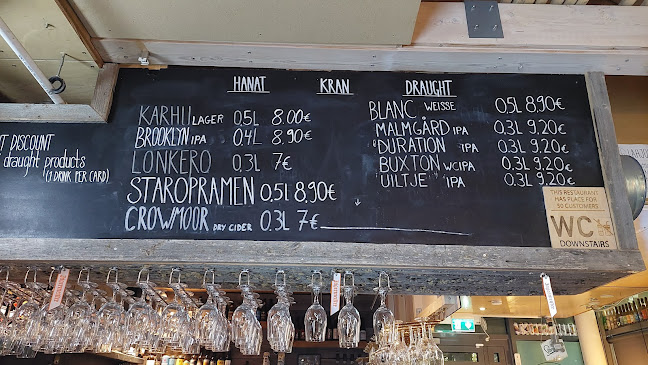 HANAT KRAN DRAUGHT
KARHU LAGER 0.5L 8.00€
BROOKLYN IPA 0.4L 8.90€
LONKERO 0.3L 7€
STAROPRAMEN 0.5L 8.90€
CROWMOOR DRY CIDER 0.3L 7€
BLANC WEISSE 0.5L 8.90€
MALMGÅRD IPA 0.3L 9.20€
"DURATION" IPA 0.3L 9.20€
BUXTON WCIPA 0.3L 9.20€
"UILTJE" IPA 0.3L 9.20€
DISCOUNT
draught products
(1 DRINK PER CARD)
THIS RESTAURANT
HAS PLACE FOR
50 CUSTOMERS
WC
DOWNSTAIRS